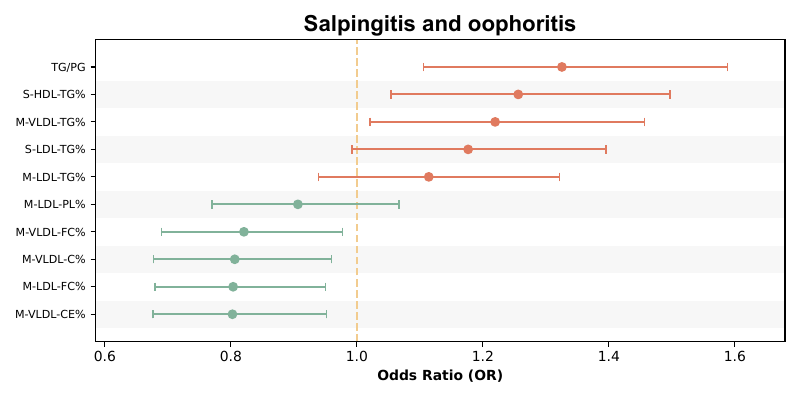 Salpingitis and oophoritis
TG/PG
S-HDL-TG%
M-VLDL-TG%
S-LDL-TG%
M-LDL-TG%
M-LDL-PL%
M-VLDL-FC%
M-VLDL-C%
M-LDL-FC%
M-VLDL-CE%
0.6 0.8 1.0 1.2 1.4 1.6
Odds Ratio (OR)